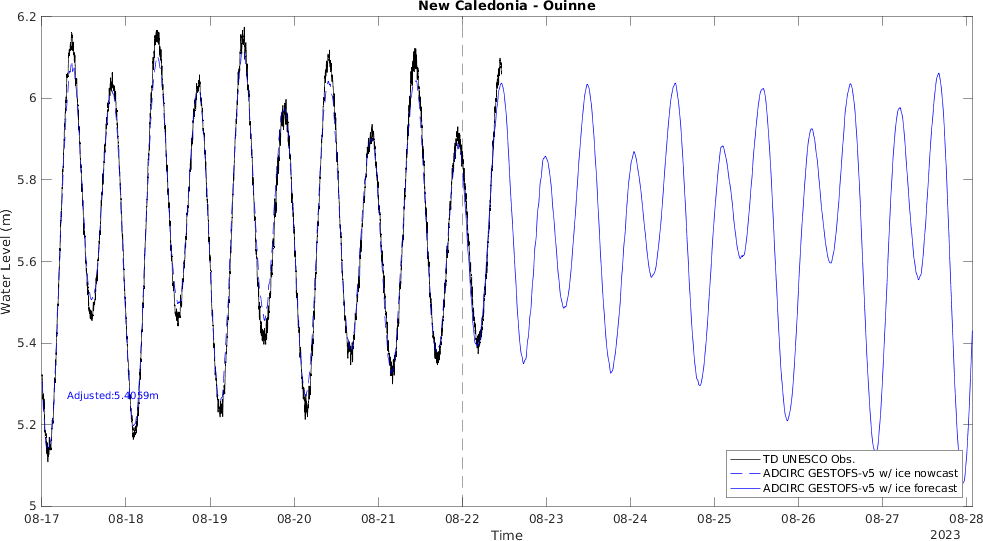 New Caledonia - Ouinne
Water Level (m)
6.2
6
5.8
5.6
5.4
5.2
5
Adjusted:5.4059m
TD UNESCO Obs.
ADCIRC GESTOFS-v5 w/ ice nowcast
ADCIRC GESTOFS-v5 w/ ice forecast
08-17 08-18 08-19 08-20 08-21 08-22 08-23 08-24 08-25 08-26 08-27 08-28
Time
2023